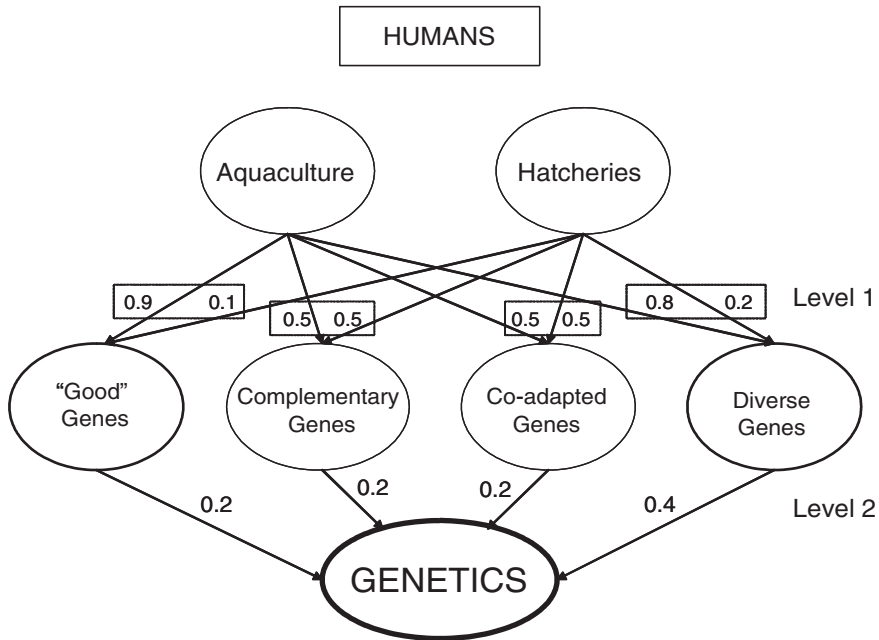 HUMANS
Aquaculture
Hatcheries
0.9 0.1
0.5 0.5
0.5 0.5
0.8 0.2
Level 1
“Good”
Genes
Complementary
Genes
Co-adapted
Genes
Diverse
Genes
0.2
0.2
0.2
0.4
Level 2
GENETICS